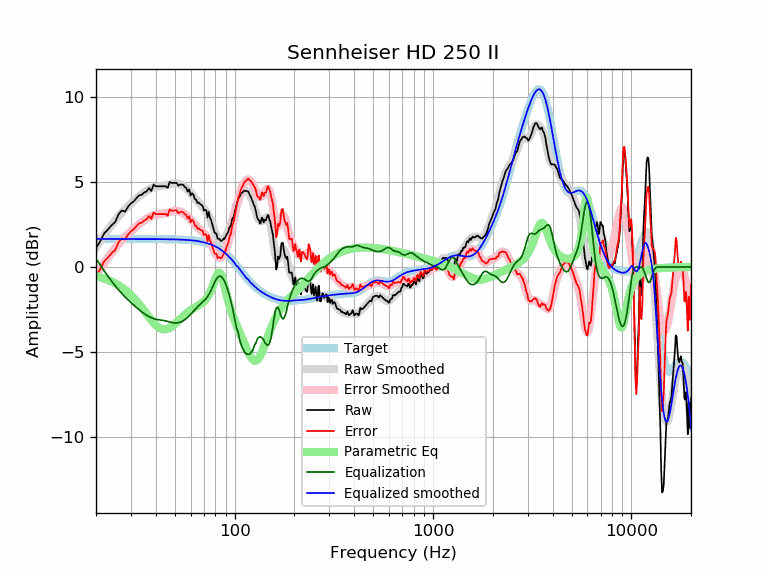 Sennheiser HD 250 II
Amplitude (dBr)
10
5
0
−5
−10
Target
Raw Smoothed
Error Smoothed
Raw
Error
Parametric Eq
Equalization
Equalized smoothed
100
1000
10000
Frequency (Hz)